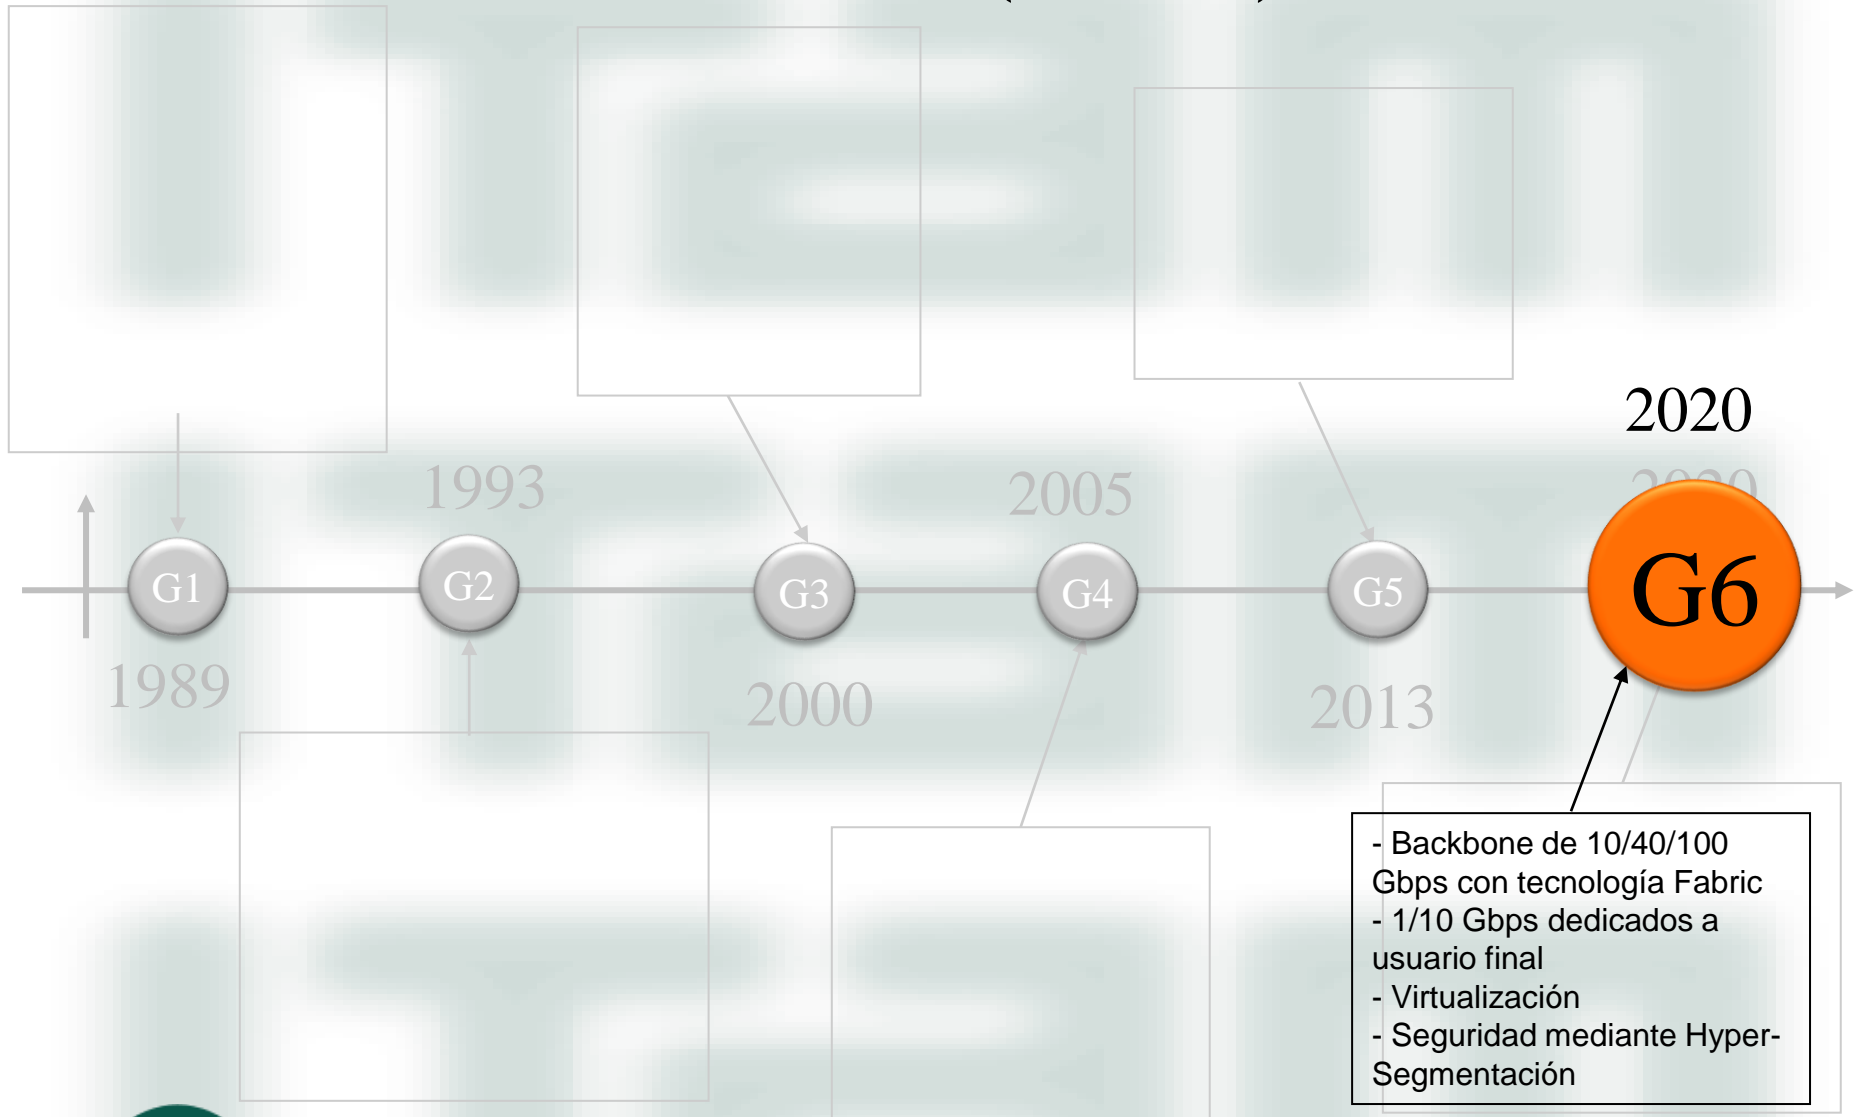 2020
1993
2005
2020
G1
G2
G3
G4
G5
G6
1989
2000
2013
- Backbone de 10/40/100
Gbps con tecnología Fabric
- 1/10 Gbps dedicados a
usuario final
- Virtualización
- Seguridad mediante Hyper-
Segmentación